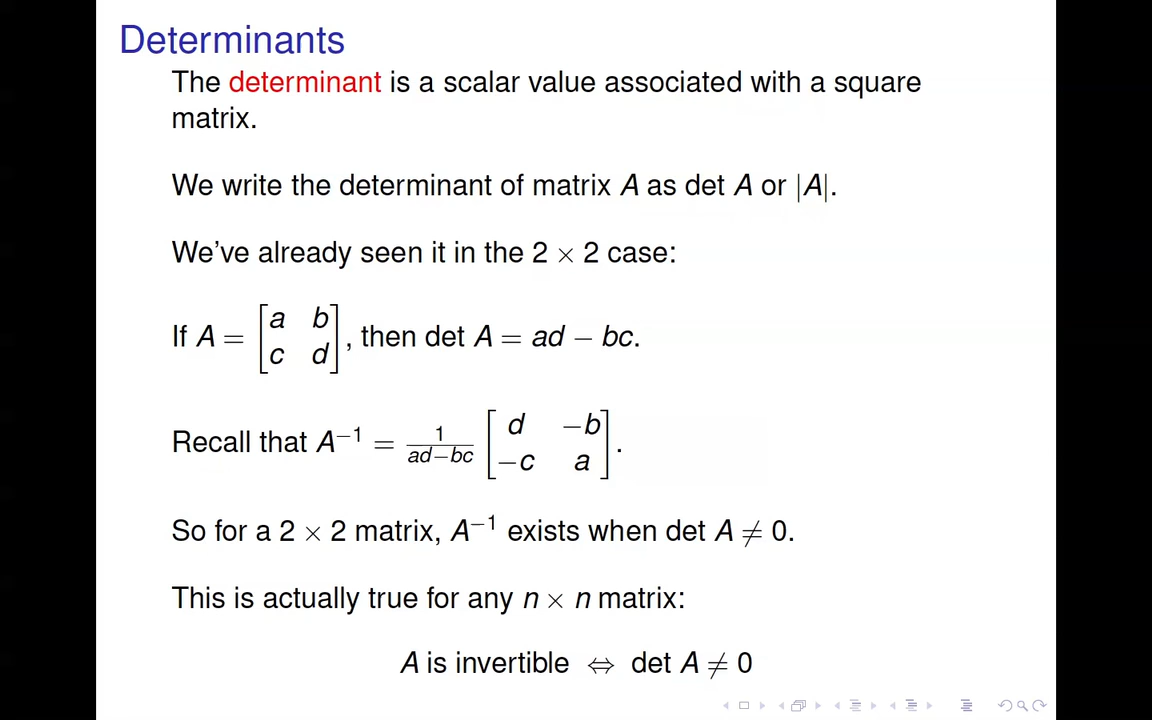 Determinants
The determinant is a scalar value associated with a square
matrix.
We write the determinant of matrix A as det A or |A|.
We've already seen it in the 2 × 2 case:
If A = [a b; c d], then det A = ad − bc.
Recall that A⁻¹ = 1/(ad−bc) [d −b; −c a].
So for a 2 × 2 matrix, A⁻¹ exists when det A ≠ 0.
This is actually true for any n × n matrix:
A is invertible ⇔ det A ≠ 0